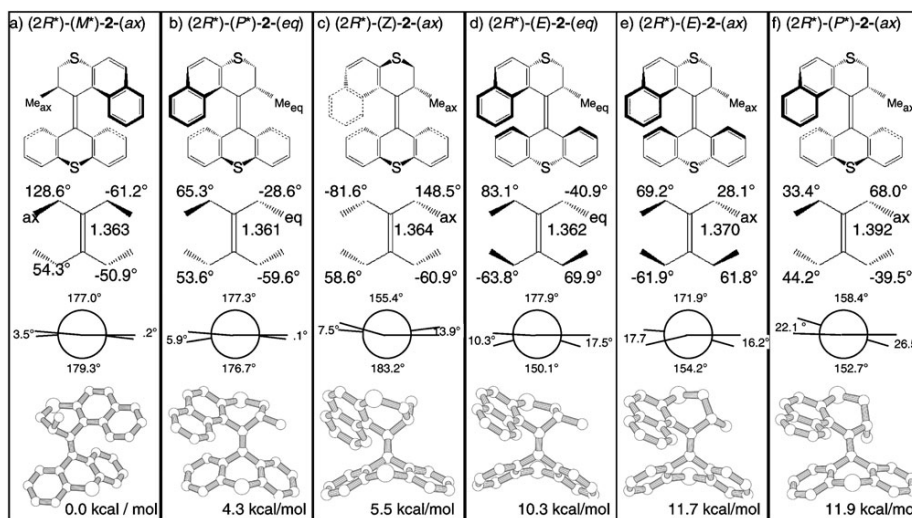 a) (2R*)-(M*)-2-(ax)
S
Me ax
128.6° -61.2°
ax
1.363
54.3° -50.9°
177.0°
3.5° .2°
179.3°
0.0 kcal / mol
b) (2R*)-(P*)-2-(eq)
S
Me eq
S
65.3° -28.6°
eq
1.361
53.6° -59.6°
177.3°
5.9° .1°
176.7°
4.3 kcal/mol
c) (2R*)-(Z)-2-(ax)
S
Me ax
S
-81.6° 148.5°
ax
1.364
58.6° -60.9°
155.4°
7.5° 13.9°
183.2°
5.5 kcal/mol
d) (2R*)-(E)-2-(eq)
S
Me eq
S
83.1° -40.9°
eq
1.362
-63.8° 69.9°
177.9°
10.3° 17.5°
150.1°
10.3 kcal/mol
e) (2R*)-(E)-2-(ax)
S
Me ax
S
69.2° 28.1°
ax
1.370
-61.9° 61.8°
171.9°
17.7 16.2°
154.2°
11.7 kcal/mol
f) (2R*)-(P*)-2-(ax)
S
Me ax
S
33.4° 68.0°
ax
1.392
44.2° -39.5°
158.4°
22.1 ° 26.5
152.7°
11.9 kcal/mol